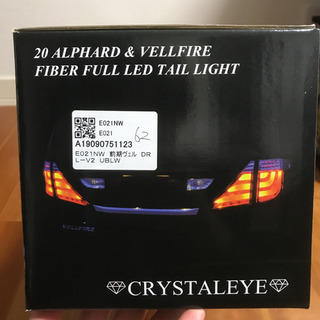 20 ALPHARD & VELLFIRE
FIBER FULL LED TAIL LIGHT
E021NW
E021
62
A19090751123
E021NW 前期ヴェル DR
L-V2 UBLW
VELLFIRE
CRYSTALEYE